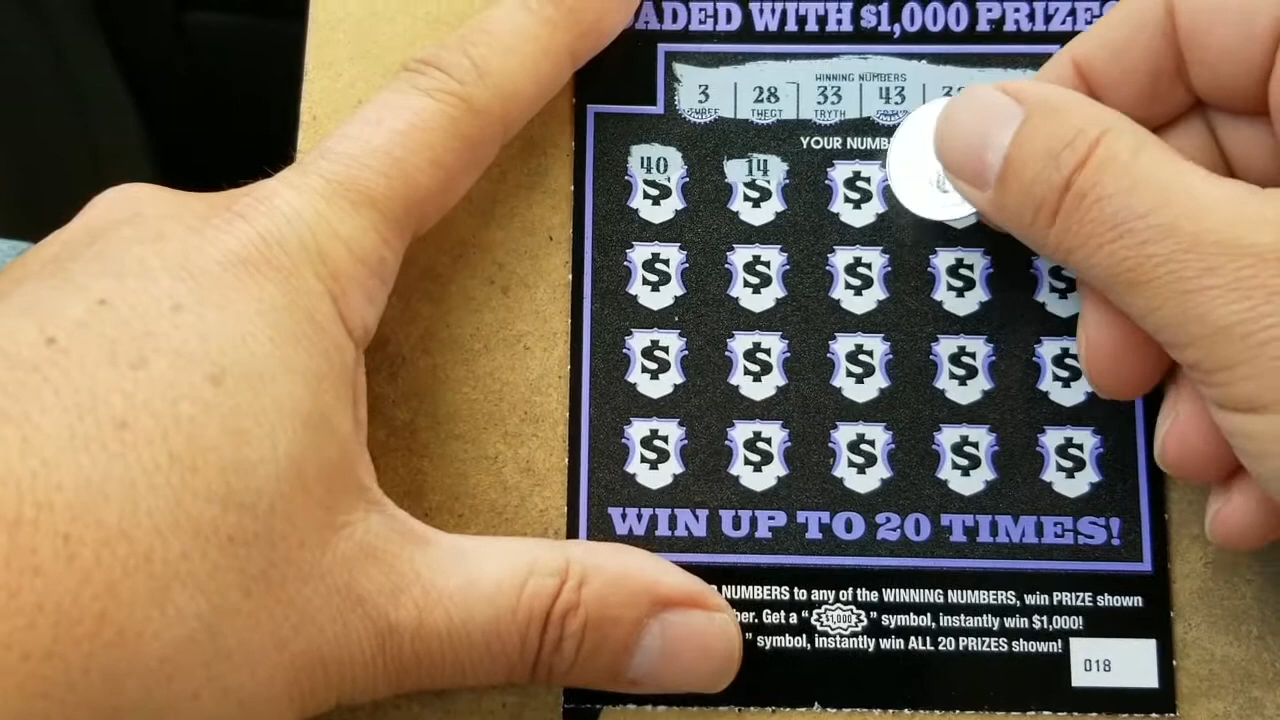 ADED WITH $1,000 PRIZES
WINNING NUMBERS
3 28 33 43
THREE THEGT TRYTH
YOUR NUMB
40 14 $
$ $
$ $ $ $ $
$ $ $ $ $
$ $ $ $ $
WIN UP TO 20 TIMES!
NUMBERS to any of the WINNING NUMBERS, win PRIZE shown
ber. Get a " $1,000 " symbol, instantly win $1,000!
" symbol, instantly win ALL 20 PRIZES shown!
018